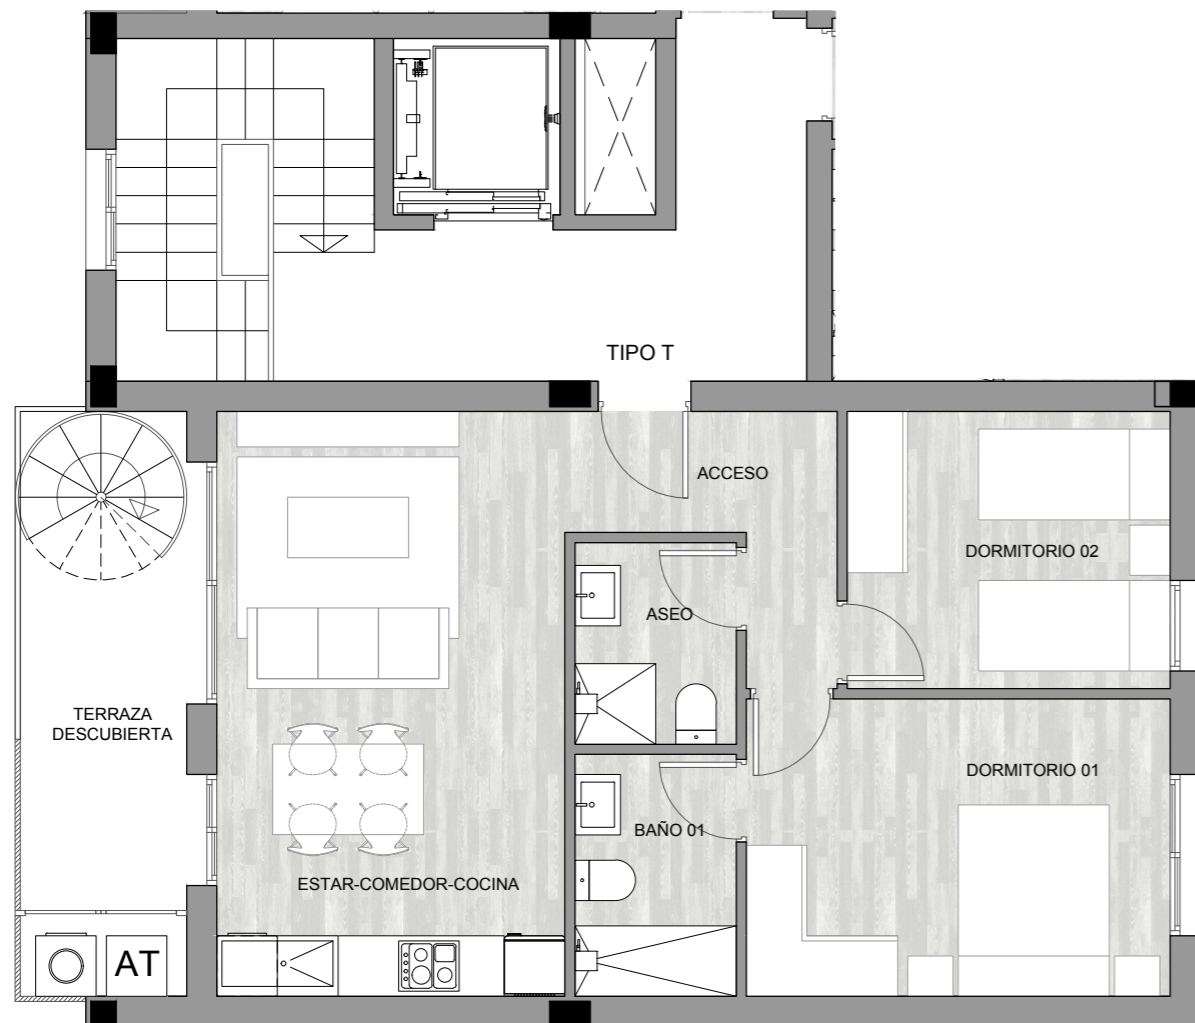 TIPO T
ACCESO
DORMITORIO 02
ASEO
TERRAZA
DESCUBIERTA
DORMITORIO 01
BAÑO 01
ESTAR-COMEDOR-COCINA
AT